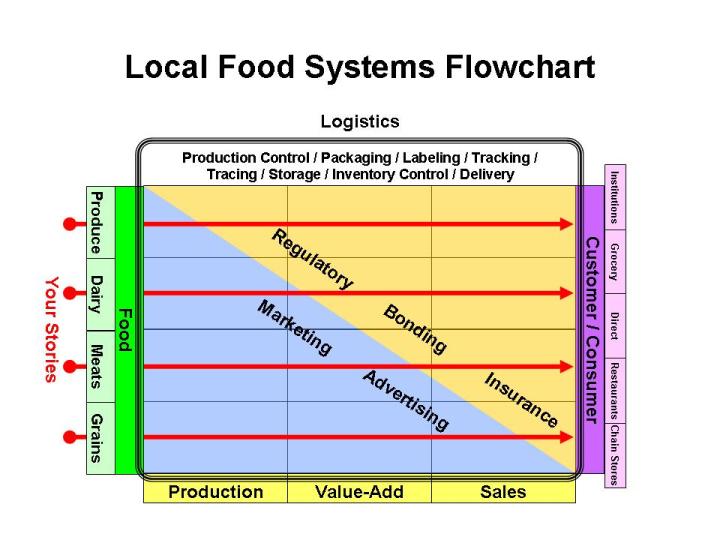 Local Food Systems Flowchart
Logistics
Production Control / Packaging / Labeling / Tracking /
Tracing / Storage / Inventory Control / Delivery
Your Stories
Produce
Dairy
Meats
Grains
Food
Regulatory
Bonding
Insurance
Marketing
Advertising
Customer / Consumer
Institutions
Grocery
Direct
Restaurants
Chain Stores
Production
Value-Add
Sales